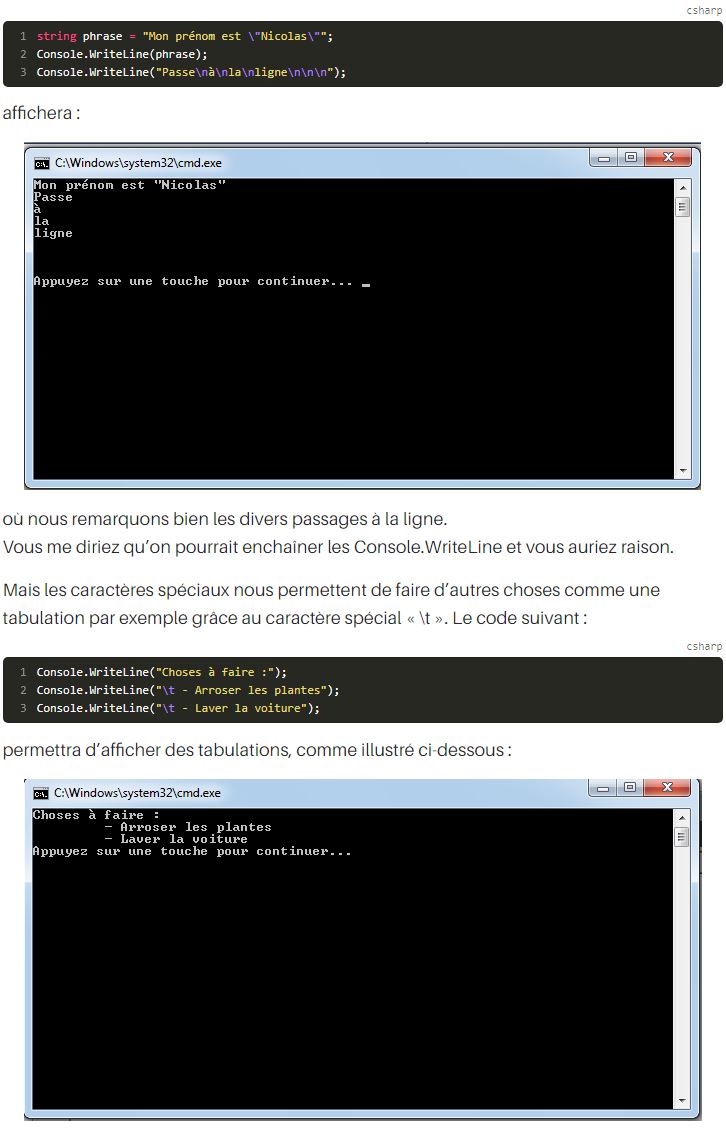 csharp
1 string phrase = "Mon prénom est \"Nicolas\"";
2 Console.WriteLine(phrase);
3 Console.WriteLine("Passe\nà\nla\nligne\n\n\n");
affichera :
C:\Windows\system32\cmd.exe
Mon prénom est "Nicolas"
Passe
à
la
ligne
Appuyez sur une touche pour continuer... _
où nous remarquons bien les divers passages à la ligne.
Vous me diriez qu’on pourrait enchaîner les Console.WriteLine et vous auriez raison.
Mais les caractères spéciaux nous permettent de faire d’autres choses comme une
tabulation par exemple grâce au caractère spécial « \t ». Le code suivant :
csharp
1 Console.WriteLine("Choses à faire :");
2 Console.WriteLine("\t - Arroser les plantes");
3 Console.WriteLine("\t - Laver la voiture");
permettra d’afficher des tabulations, comme illustré ci-dessous :
C:\Windows\system32\cmd.exe
Choses à faire :
- Arroser les plantes
- Laver la voiture
Appuyez sur une touche pour continuer...